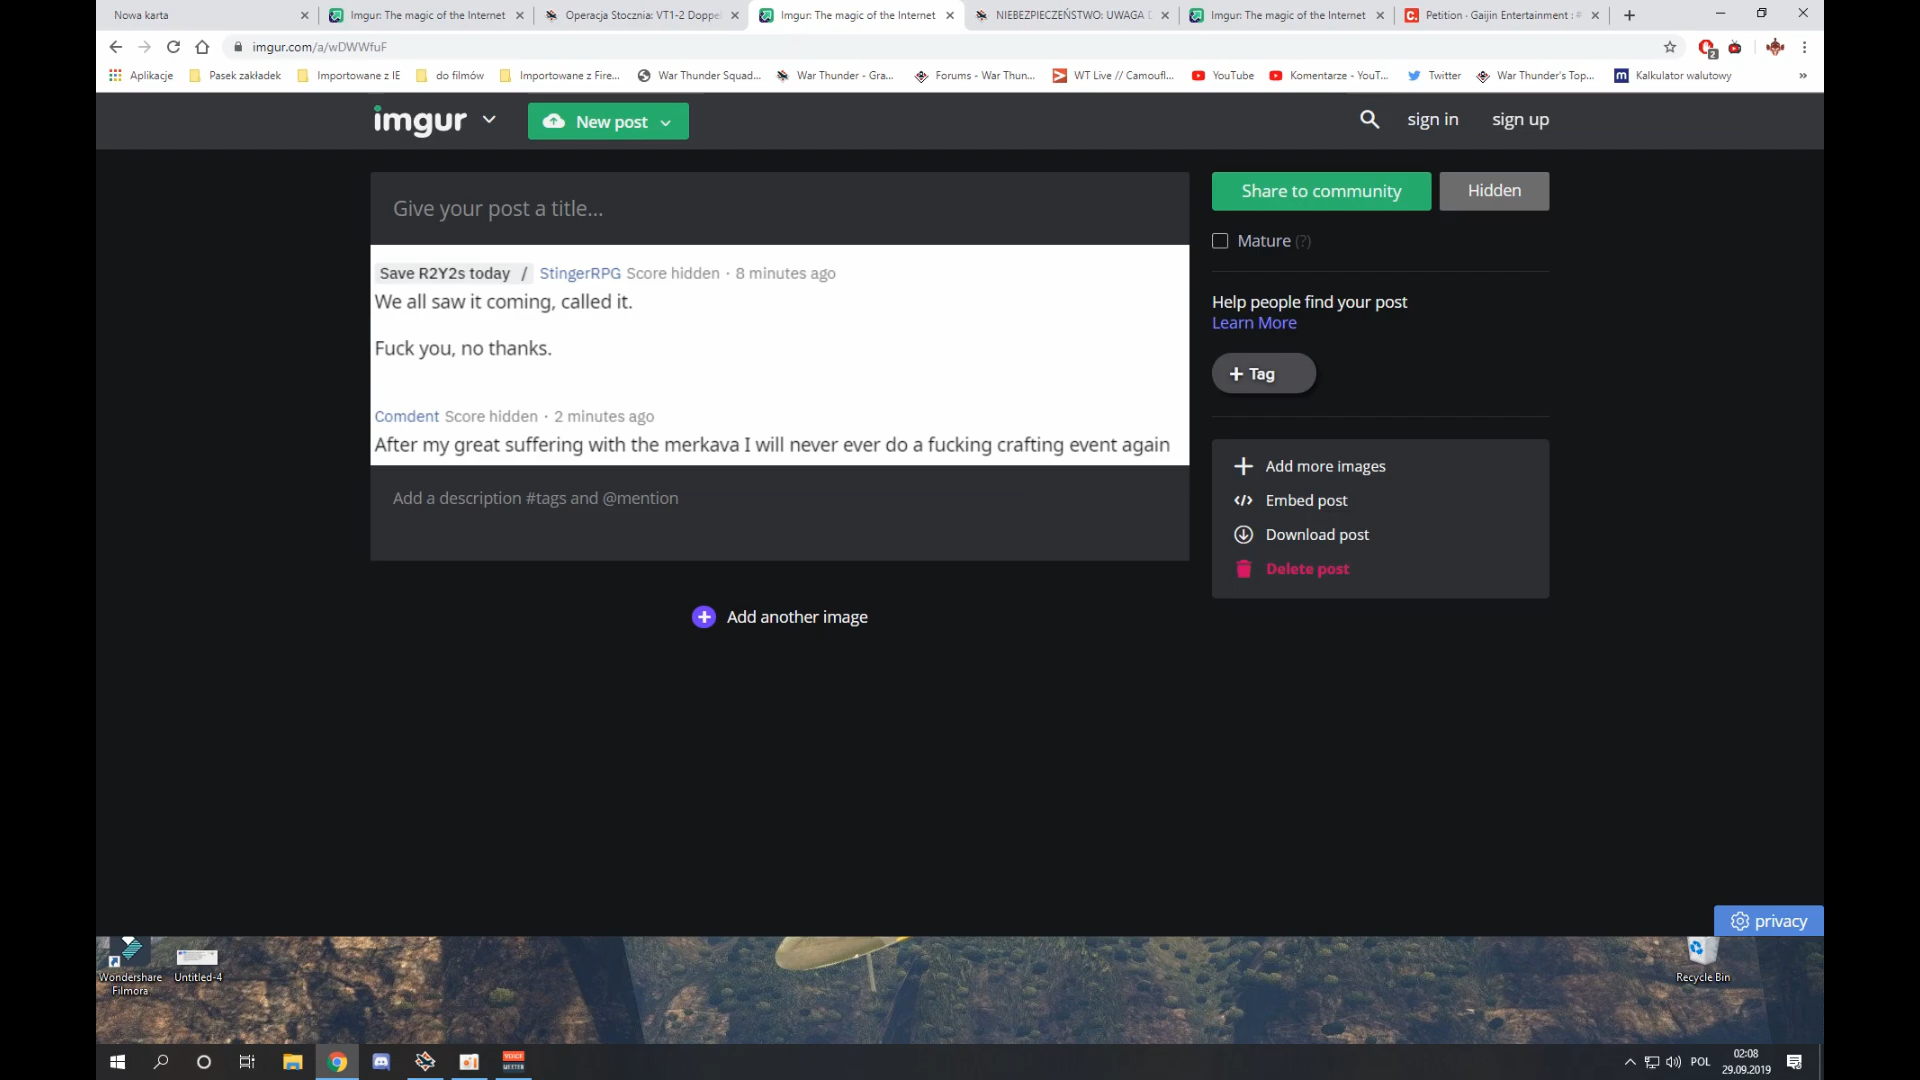 Nowa karta
Imgur: The magic of the Internet
Operacja Stocznia: VT1-2 Doppel
Imgur: The magic of the Internet
NIEBEZPIECZEŃSTWO: UWAGA
Imgur: The magic of the Internet
Petition · Gaijin Entertainment : #
imgur.com/a/wDWWfuF
2
Aplikacje
Pasek zakładek
Importowane z IE
do filmów
Importowane z Fire...
War Thunder Squad...
War Thunder - Gra...
Forums - War Thun...
WT Live // Camoufl...
YouTube
Komentarze - YouT...
Twitter
War Thunder's Top...
Kalkulator walutowy
»
imgur
New post
sign in
sign up
Give your post a title...
Share to community
Hidden
Mature (?)
Save R2Y2s today / StingerRPG Score hidden · 8 minutes ago
We all saw it coming, called it.
Fuck you, no thanks.
Comdent Score hidden · 2 minutes ago
After my great suffering with the merkava I will never ever do a fucking crafting event again
Add a description #tags and @mention
Add another image
Help people find your post
Learn More
+ Tag
Add more images
Embed post
Download post
Delete post
privacy
Wondershare
Filmora
Untitled-4
Recycle Bin
POL
02:08
29.09.2019